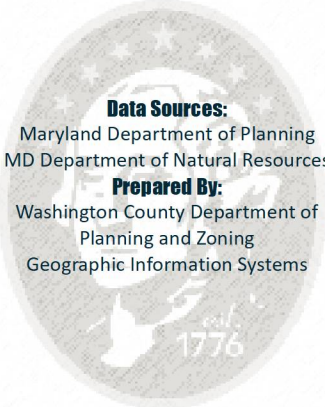 Data Sources:
Maryland Department of Planning
MD Department of Natural Resources
Prepared By:
Washington County Department of
Planning and Zoning
Geographic Information Systems
est.
1776